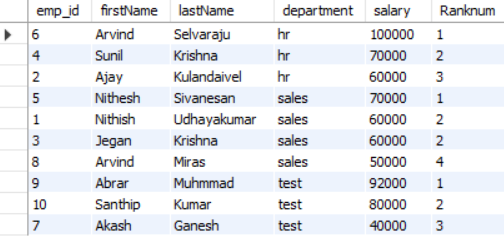 emp_id firstName lastName department salary Ranknum
6 Arvind Selvaraju hr 100000 1
4 Sunil Krishna hr 70000 2
2 Ajay Kulandaivel hr 60000 3
5 Nithesh Sivanesan sales 70000 1
1 Nithish Udhayakumar sales 60000 2
3 Jegan Krishna sales 60000 2
8 Arvind Miras sales 50000 4
9 Abrar Muhmmad test 92000 1
10 Santhip Kumar test 80000 2
7 Akash Ganesh test 40000 3